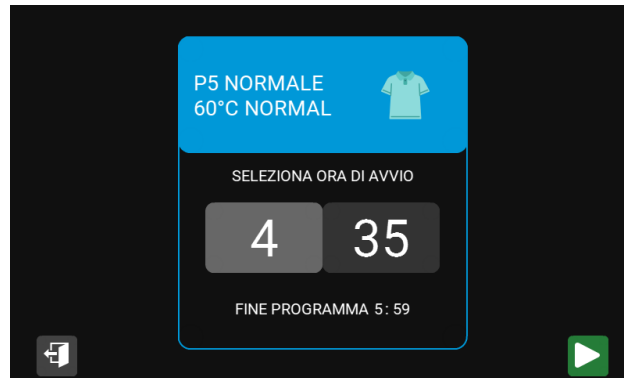 P5 NORMALE
60°C NORMAL
SELEZIONA ORA DI AVVIO
4 35
FINE PROGRAMMA 5:59